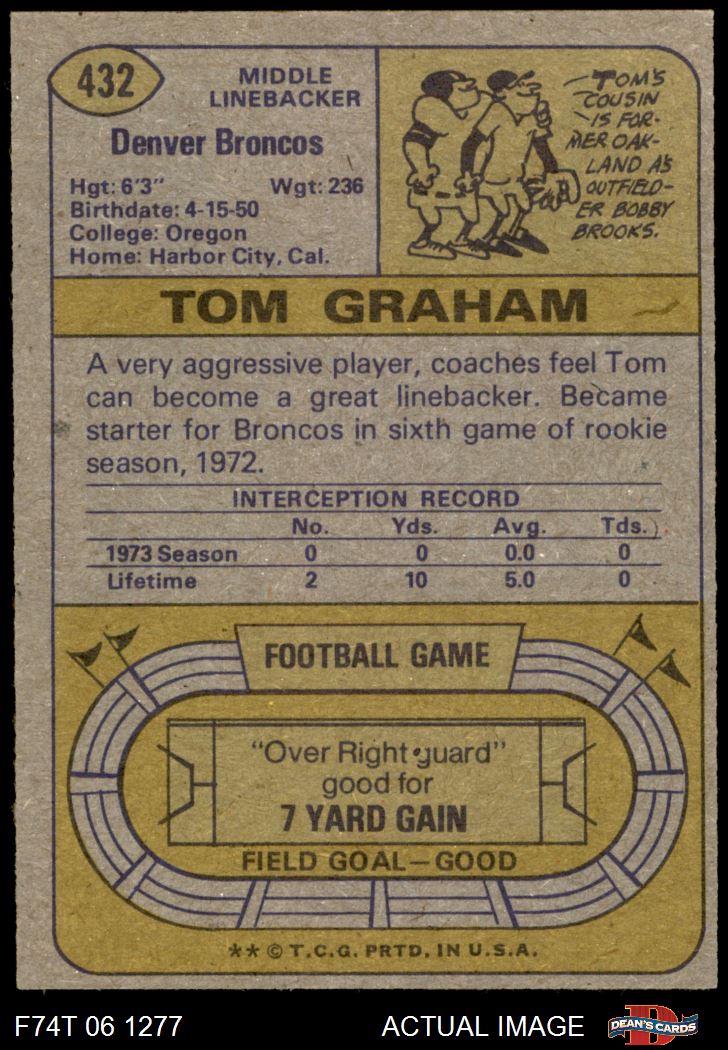 432
MIDDLE
LINEBACKER
Denver Broncos
Hgt: 6'3" Wgt: 236
Birthdate: 4-15-50
College: Oregon
Home: Harbor City, Cal.
TOM'S
COUSIN
IS FOR-
MER OAK-
LAND A'S
OUTFIELD-
ER BOBBY
BROOKS.
TOM GRAHAM
A very aggressive player, coaches feel Tom
can become a great linebacker. Became
starter for Broncos in sixth game of rookie
season, 1972.
INTERCEPTION RECORD
No. Yds. Avg. Tds.
1973 Season 0 0 0.0 0
Lifetime 2 10 5.0 0
FOOTBALL GAME
"Over Right guard"
good for
7 YARD GAIN
FIELD GOAL—GOOD
** © T.C.G. PRTD. IN U.S.A.
F74T 06 1277 ACTUAL IMAGE
D
DEAN'S CARDS